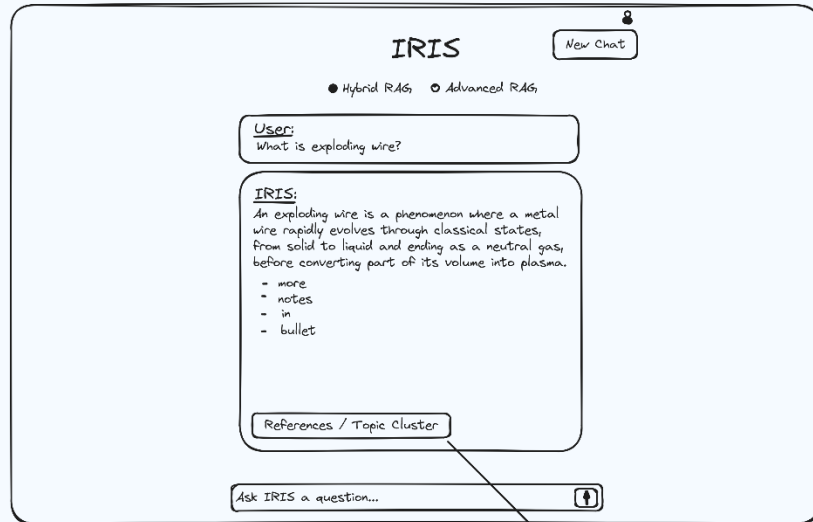 IRIS
New Chat
Hybrid RAG
Advanced RAG
User:
What is exploding wire?
IRIS:
An exploding wire is a phenomenon where a metal
wire rapidly evolves through classical states,
from solid to liquid and ending as a neutral gas,
before converting part of its volume into plasma.
- more
- notes
- in
- bullet
References / Topic Cluster
Ask IRIS a question...